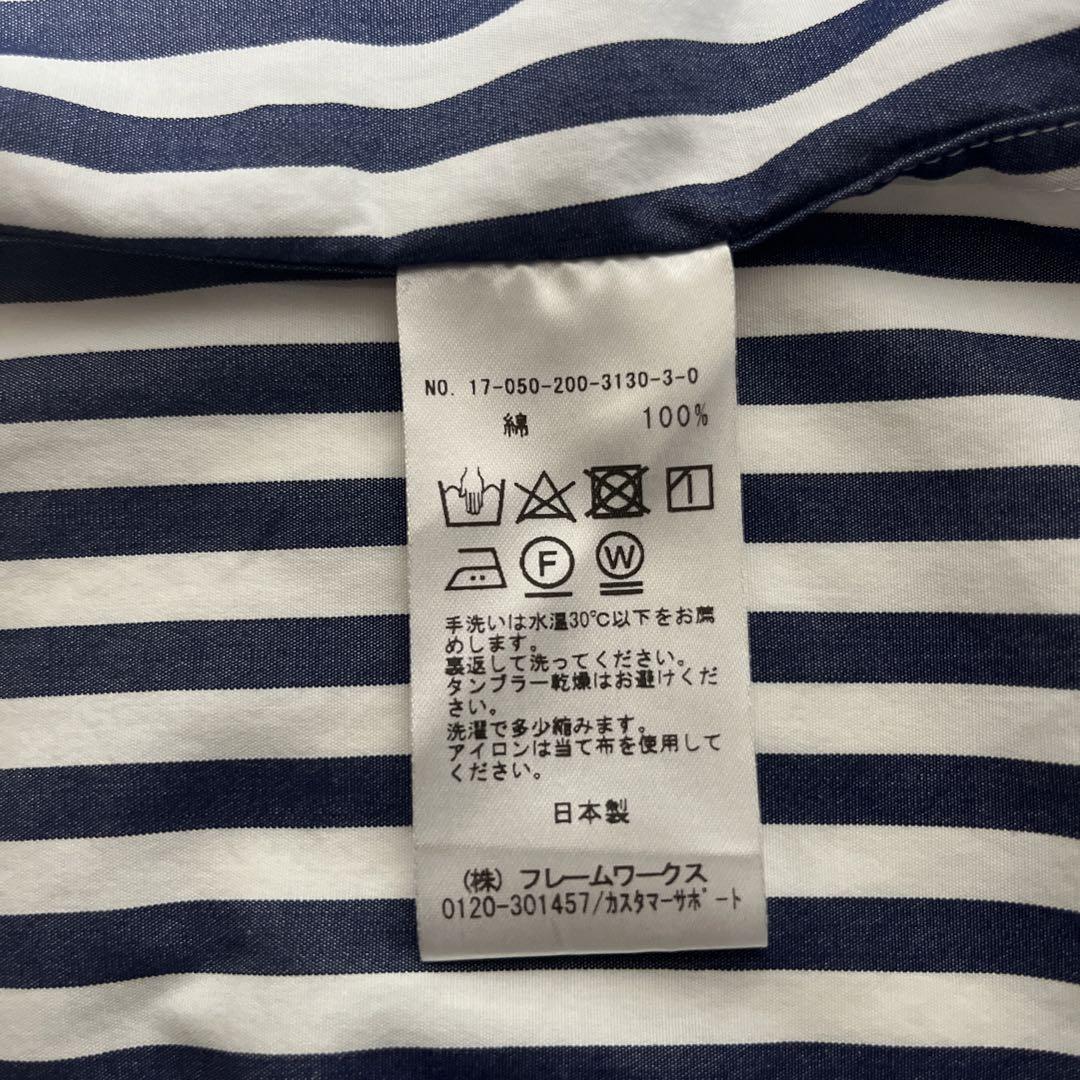 NO. 17-050-200-3130-3-0
綿 100%
F W
手洗いは水温30℃以下をお薦
めします。
裏返して洗ってください。
タンブラー乾燥はお避けくだ
さい。
洗濯で多少縮みます。
アイロンは当て布を使用して
ください。
日本製
(株) フレームワークス
0120-301457/カスタマーサポート